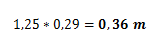 1,25 * 0,29 = 0,36 m